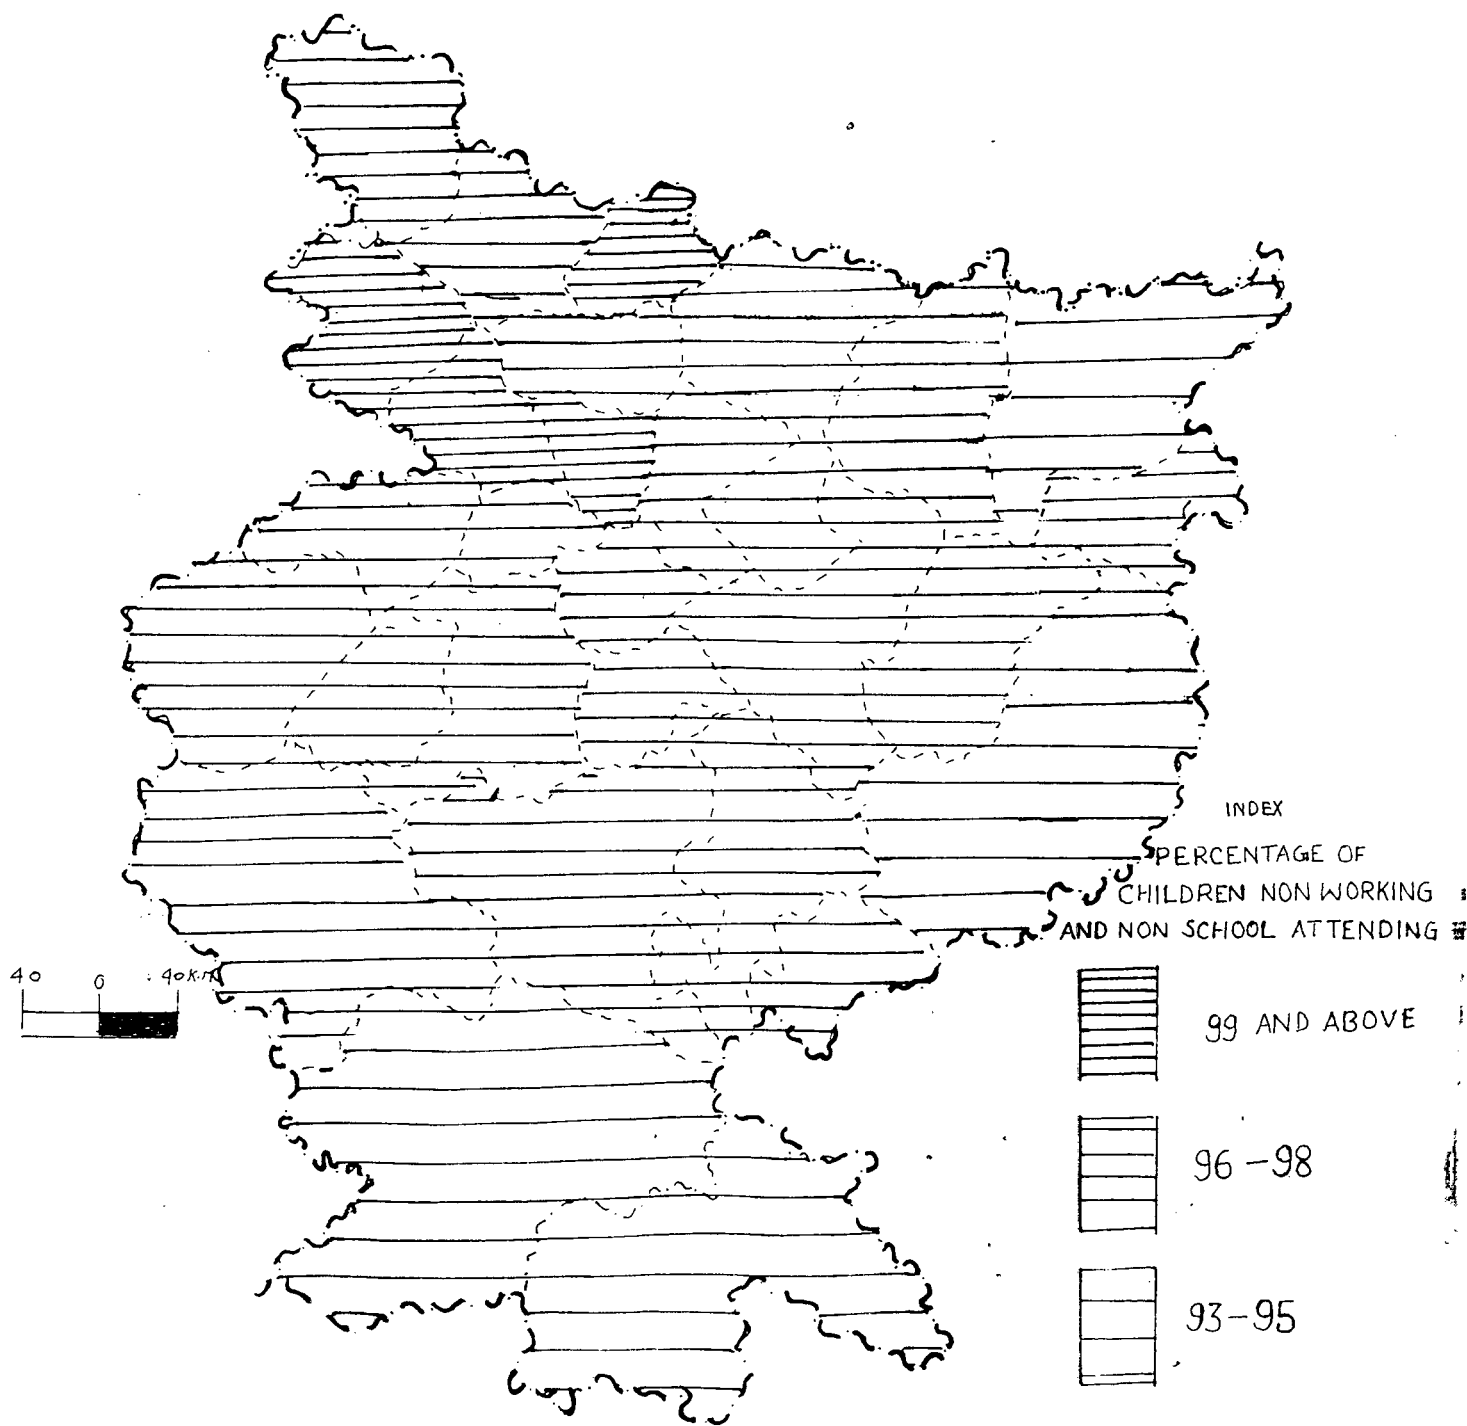 INDEX
PERCENTAGE OF
CHILDREN NON WORKING
AND NON SCHOOL ATTENDING
40 0 40 K.M
99 AND ABOVE
96-98
93-95